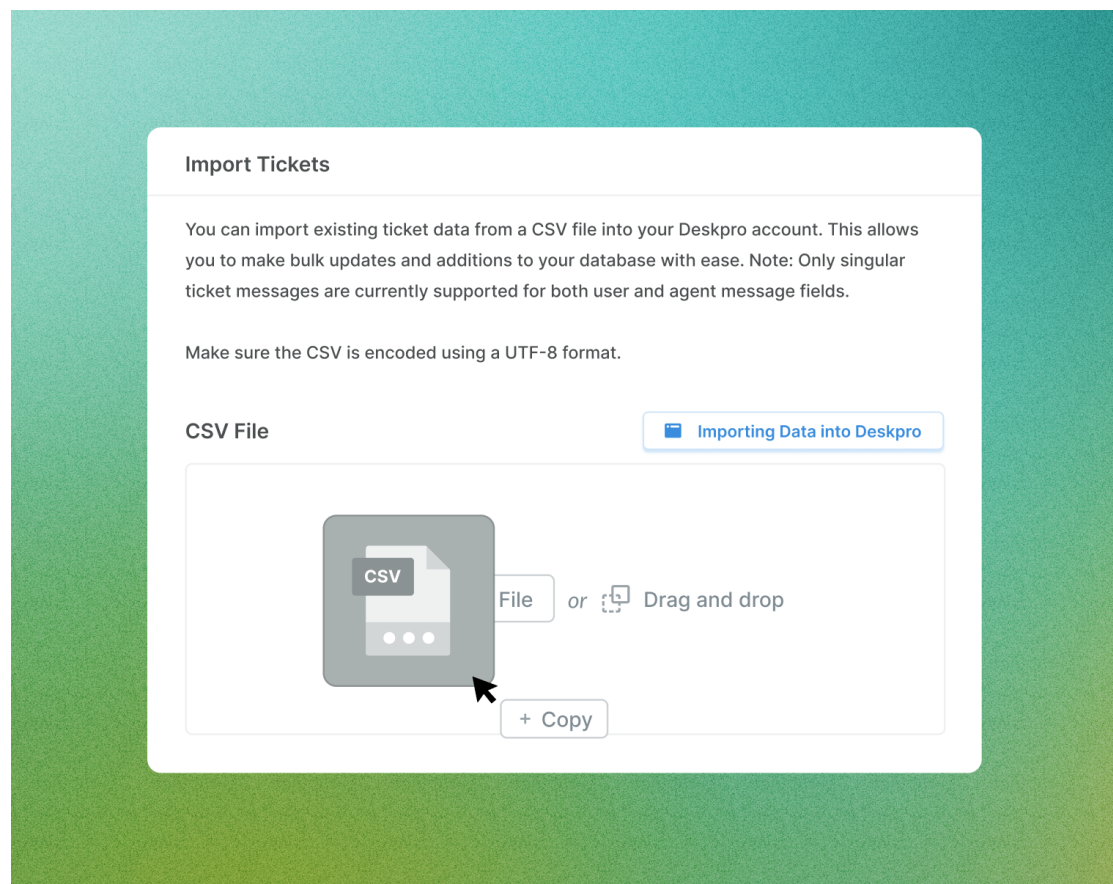 Import Tickets
You can import existing ticket data from a CSV file into your Deskpro account. This allows
you to make bulk updates and additions to your database with ease. Note: Only singular
ticket messages are currently supported for both user and agent message fields.
Make sure the CSV is encoded using a UTF-8 format.
CSV File
Importing Data into Deskpro
CSV
File or Drag and drop
+ Copy